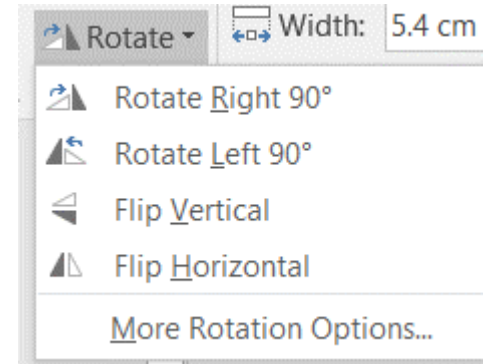 Rotate Width: 5.4 cm
Rotate Right 90°
Rotate Left 90°
Flip Vertical
Flip Horizontal
More Rotation Options...